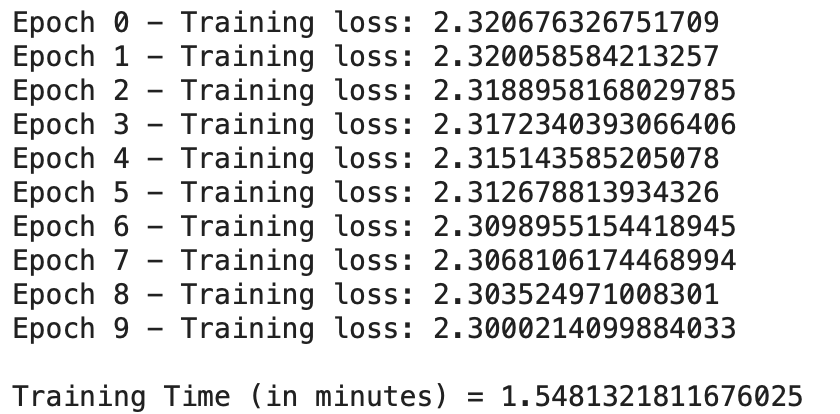 Epoch 0 – Training loss: 2.320676326751709
Epoch 1 – Training loss: 2.320058584213257
Epoch 2 – Training loss: 2.3188958168029785
Epoch 3 – Training loss: 2.3172340393066406
Epoch 4 – Training loss: 2.315143585205078
Epoch 5 – Training loss: 2.312678813934326
Epoch 6 – Training loss: 2.3098955154418945
Epoch 7 – Training loss: 2.3068106174468994
Epoch 8 – Training loss: 2.303524971008301
Epoch 9 – Training loss: 2.3000214099884033
Training Time (in minutes) = 1.5481321811676025